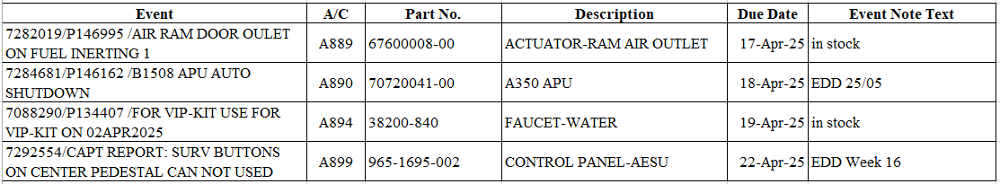 Event A/C Part No. Description Due Date Event Note Text
7282019/P146995 /AIR RAM DOOR OULET
ON FUEL INERTING 1 A889 67600008-00 ACTUATOR-RAM AIR OUTLET 17-Apr-25 in stock
7284681/P146162 /B1508 APU AUTO
SHUTDOWN A890 70720041-00 A350 APU 18-Apr-25 EDD 25/05
7088290/P134407 /FOR VIP-KIT USE FOR
VIP-KIT ON 02APR2025 A894 38200-840 FAUCET-WATER 19-Apr-25 in stock
7292554/CAPT REPORT: SURV BUTTONS
ON CENTER PEDESTAL CAN NOT USED A899 965-1695-002 CONTROL PANEL-AESU 22-Apr-25 EDD Week 16